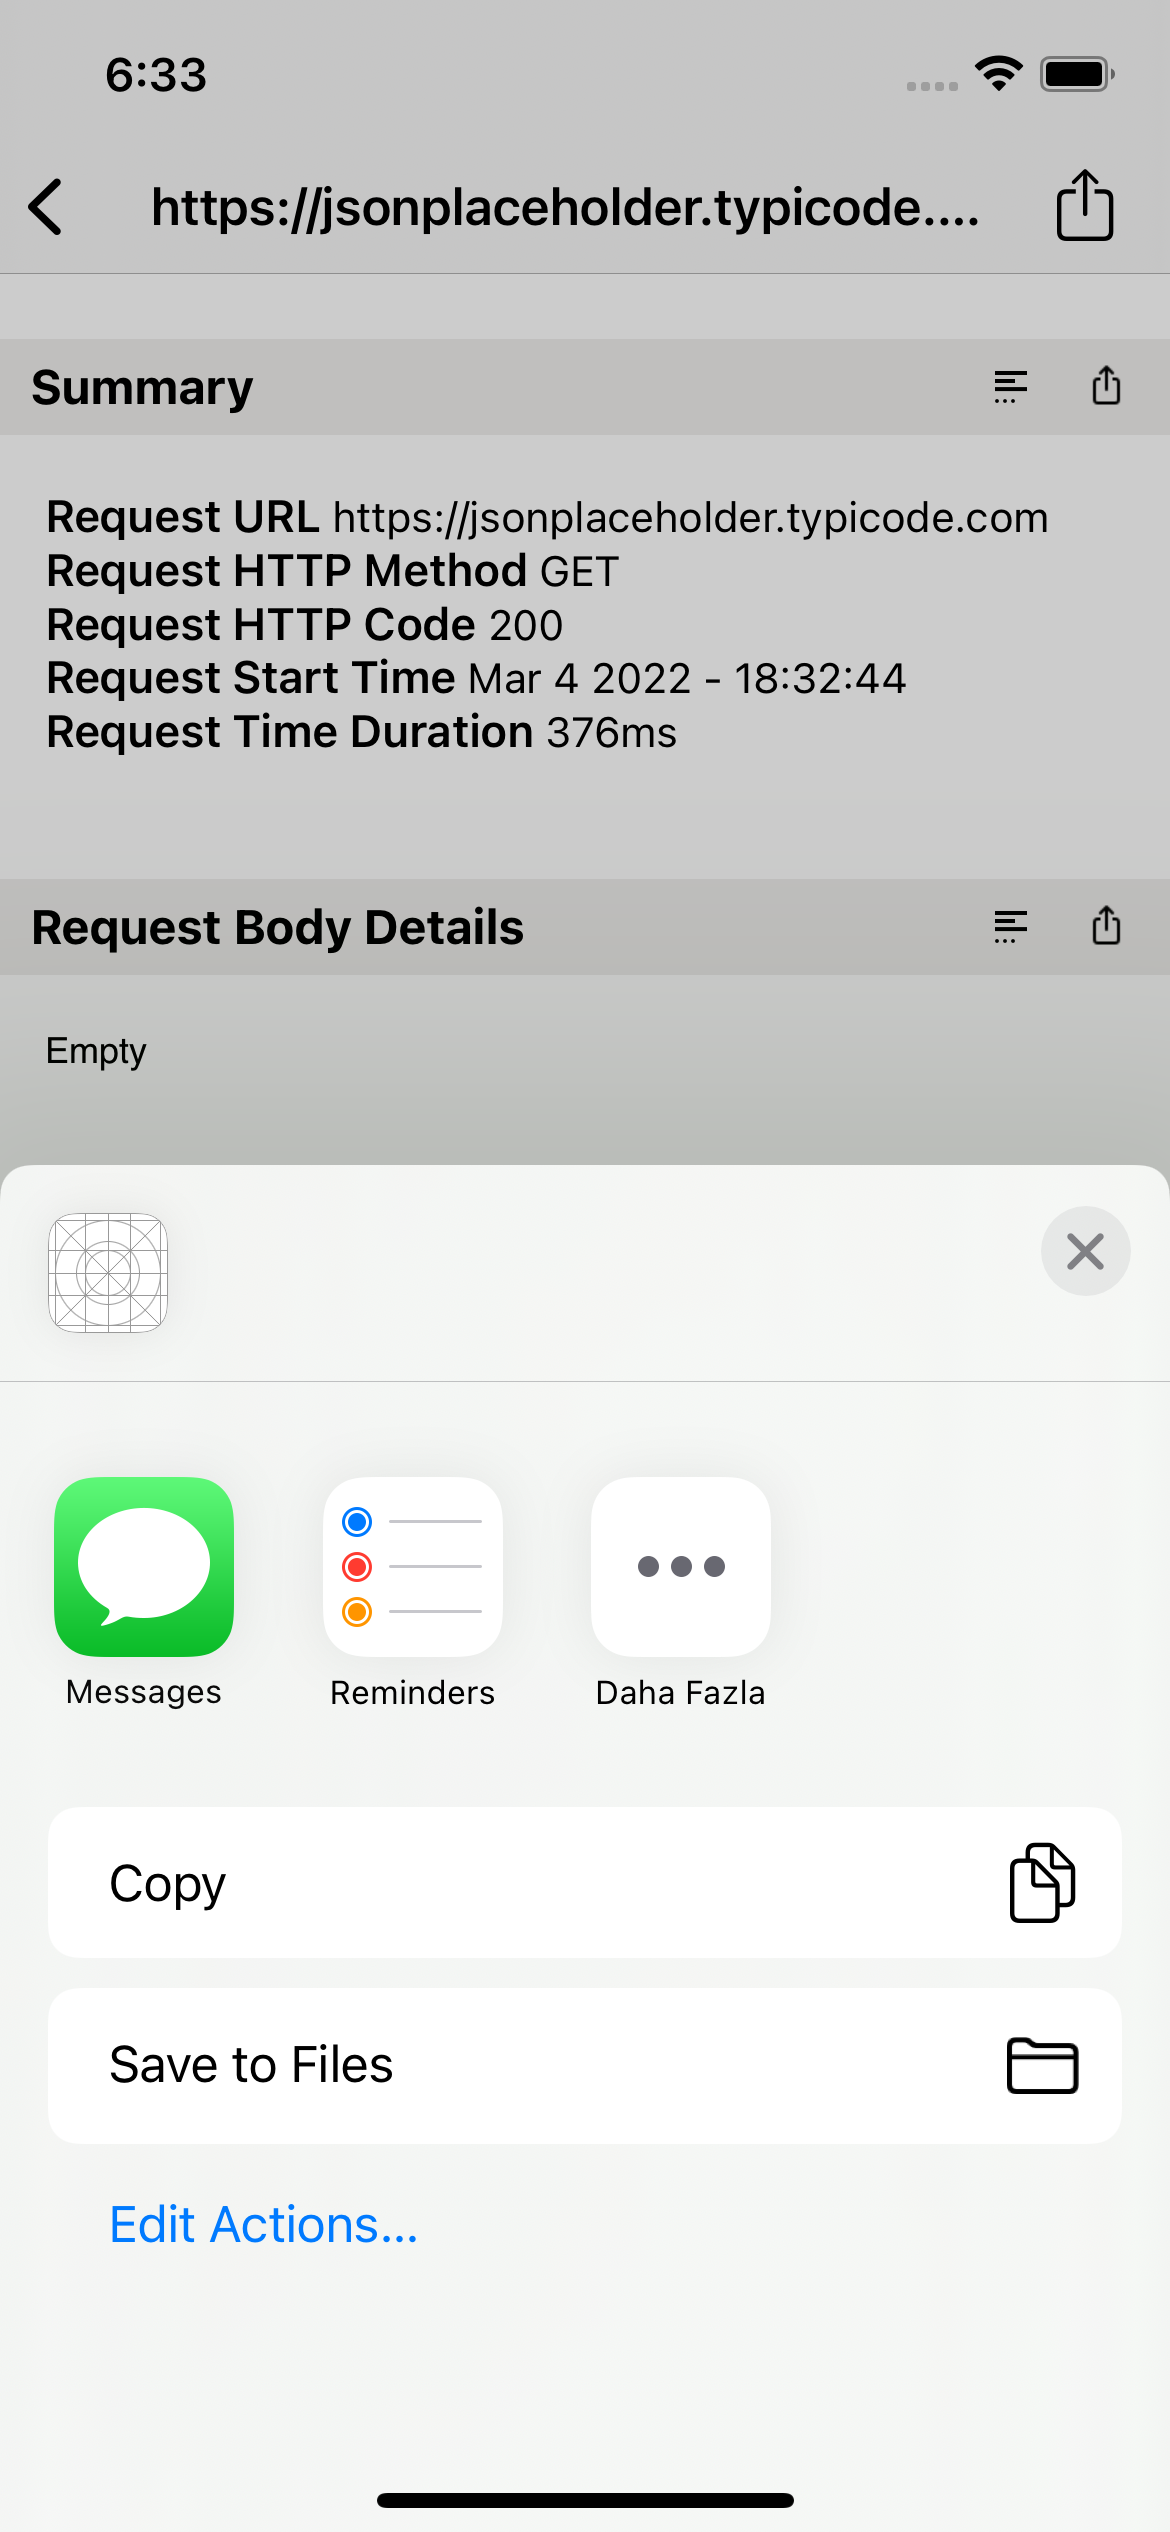 6:33
https://jsonplaceholder.typicode....
Summary
Request URL https://jsonplaceholder.typicode.com
Request HTTP Method GET
Request HTTP Code 200
Request Start Time Mar 4 2022 - 18:32:44
Request Time Duration 376ms
Request Body Details
Empty
Messages
Reminders
Daha Fazla
Copy
Save to Files
Edit Actions...